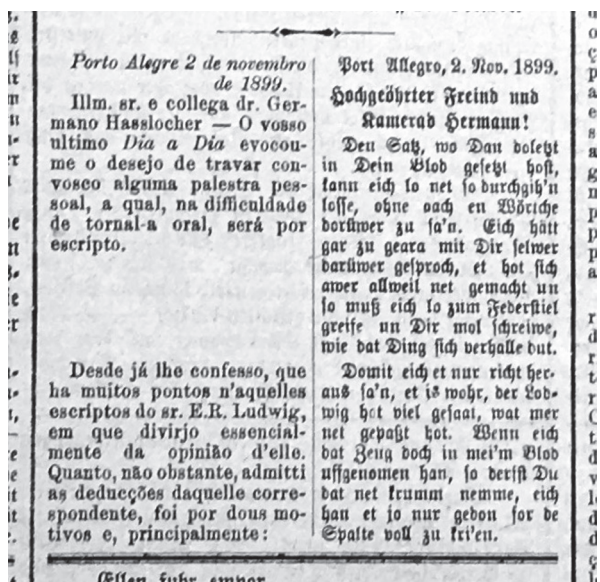 Porto Alegre 2 de novembro
de 1899.
Illm. sr. e collega dr. Ger-
mano Hasslocher — O vosso
ultimo Dia a Dia evocou-
me o desejo de travar con-
vosco alguma palestra pes-
soal, a qual, na difficuldade
de tornal-a oral, será por
escripto.
Desde já lhe confesso, que
ha muitos pontos n'aquelles
escriptos do sr. E.R. Ludwig,
em que divirjo essencial-
mente da opinião d'elle.
Quanto, não obstante, admitti
as deducções daquelle corre-
spondente, foi por dous mo-
tivos e, principalmente:
Port Allegro, 2. Nov. 1899.
Hochgeöhrter Freind und
Kamerad Hermann!
Den Satz, wo Dau doletzt
in Dein Blod gesetzt host,
kann eich lo net so durchgih'n
losse, ohne oach en Wörtche
dorüwer zu sa'n. Eich hätt
gar zu geara mit Dir selwer
darüwer gesproch, et hot sich
awer allweil net gemacht un
so muß eich lo zum Federstiel
greife un Dir mol schreiwe,
wie dat Ding sich verhalle dut.
Domit eich et nur richt her-
auß sa'n, et is wohr, der Lod-
wig hot viel gesaat, wat mer
net gepaßt hot. Wenn eich
dat Zeug doch in mei'm Blod
uffgenomen han, so derfst Du
dat net krumm nemme, eich
han et jo nur gedon for de
Spalte voll zu kri'en.